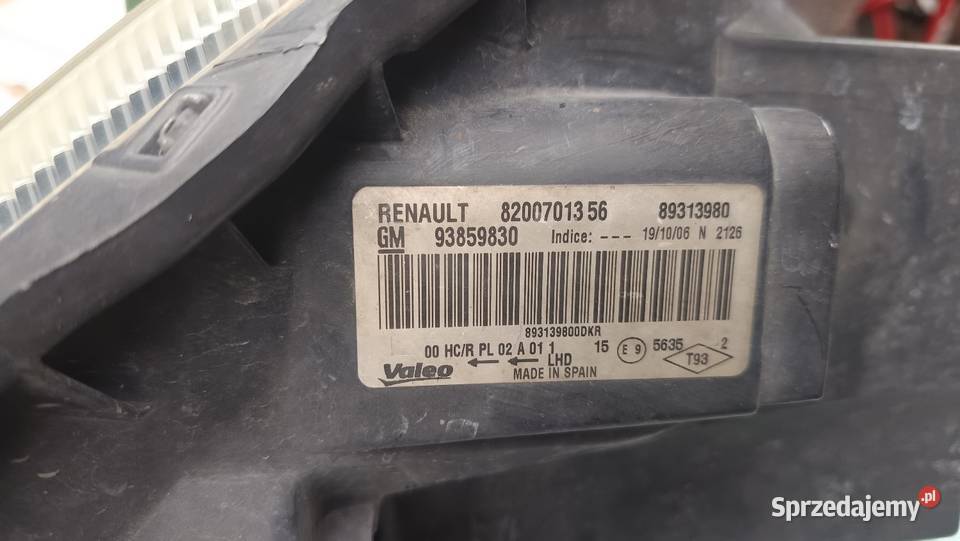 RENAULT 8200701356 89313980
GM 93859830 Indice: --- 19/10/06 N 2126
893139800DKR
00 HC/R PL 02 A 01 1 15 E 9 5635 2
Valeo LHD T93
MADE IN SPAIN
Sprzedajemy.pl